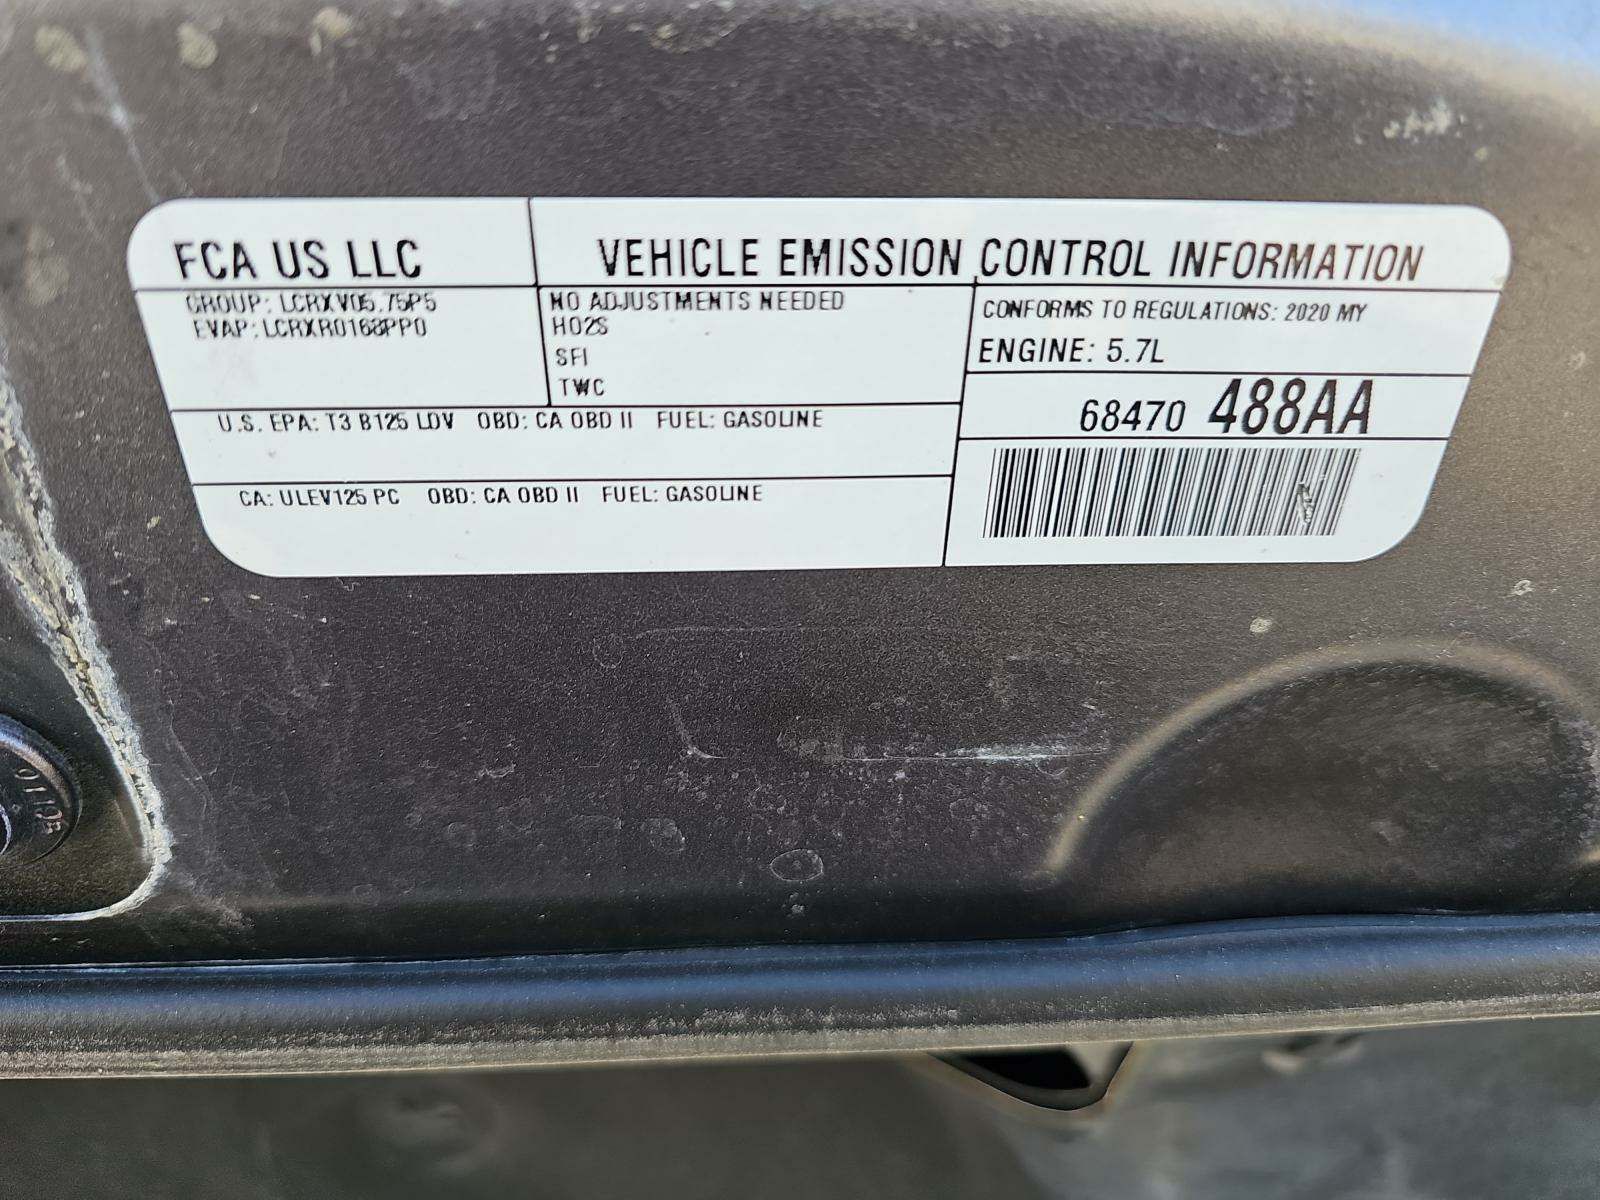 FCA US LLC
VEHICLE EMISSION CONTROL INFORMATION
GROUP: LCRXV05.75P5
EVAP: LCRXR0168PP0
NO ADJUSTMENTS NEEDED
HO2S
SFI
TWC
CONFORMS TO REGULATIONS: 2020 MY
ENGINE: 5.7L
68470 488AA
U.S. EPA: T3 B125 LDV OBD: CA OBD II FUEL: GASOLINE
CA: ULEV125 PC OBD: CA OBD II FUEL: GASOLINE